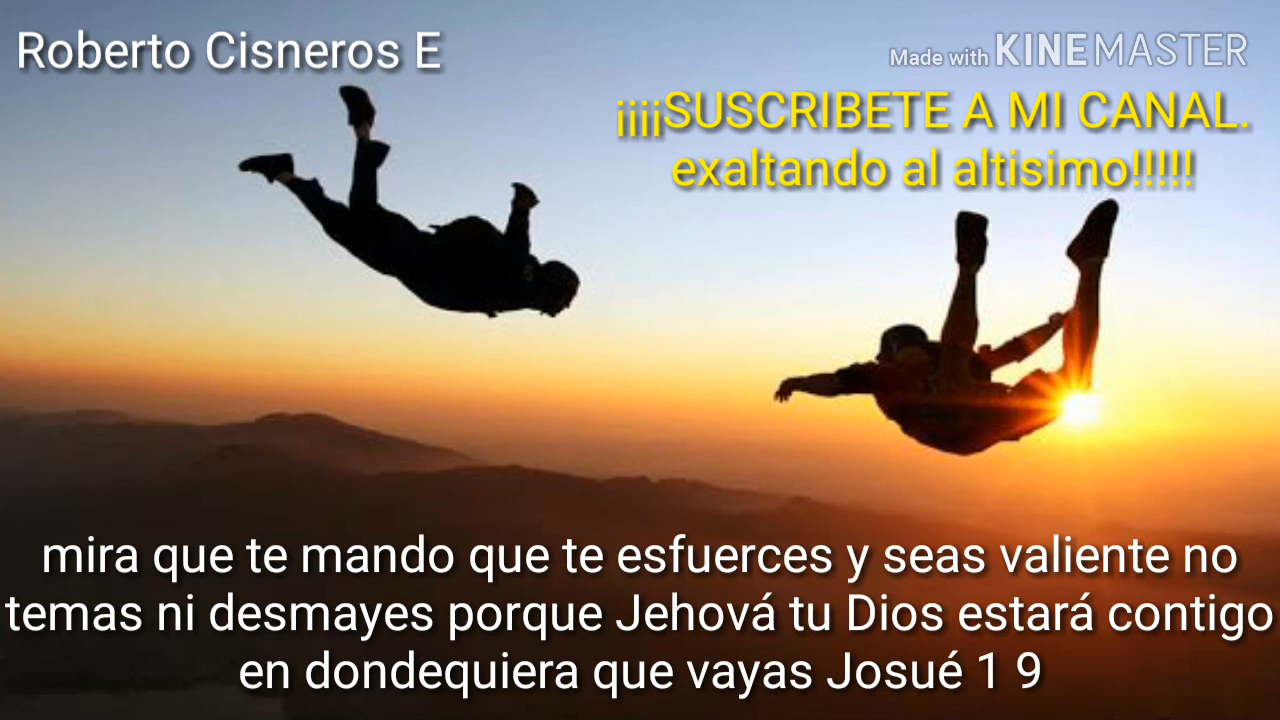 Roberto Cisneros E
Made with KINEMASTER
¡¡¡¡SUSCRIBETE A MI CANAL.
exaltando al altisimo!!!!!
mira que te mando que te esfuerces y seas valiente no
temas ni desmayes porque Jehová tu Dios estará contigo
en dondequiera que vayas Josué 1 9